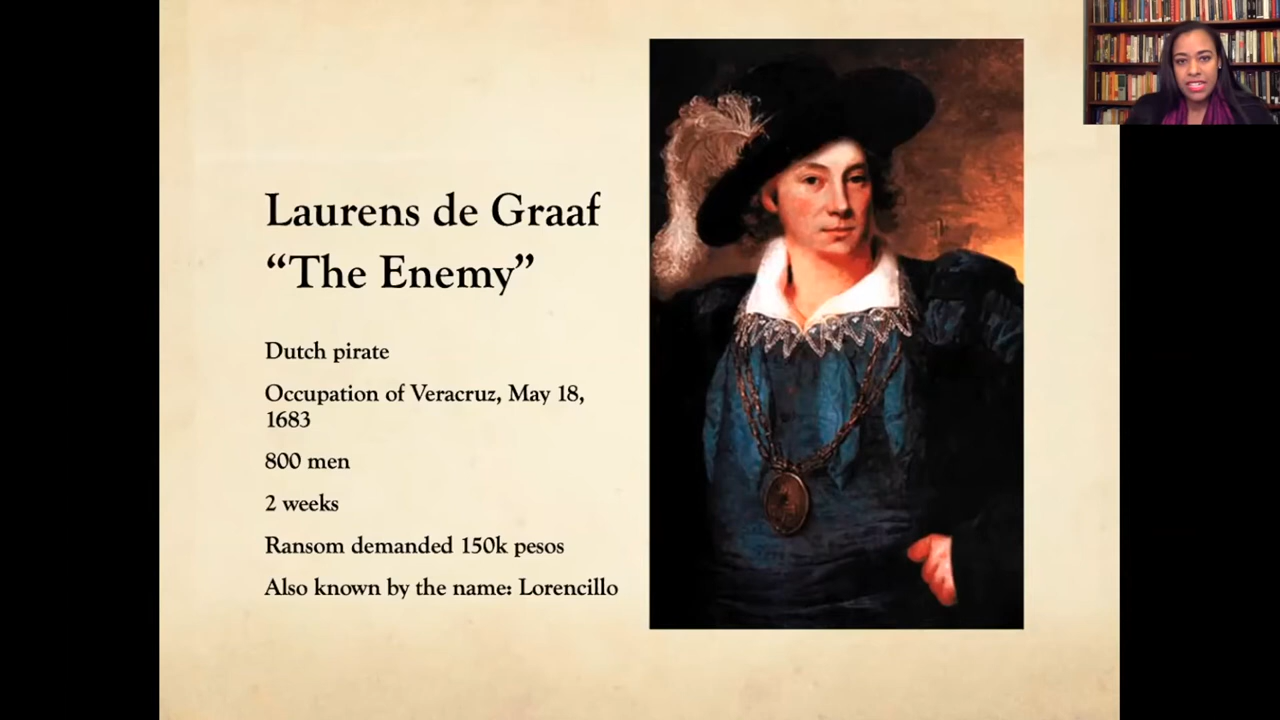 Laurens de Graaf
“The Enemy”
Dutch pirate
Occupation of Veracruz, May 18,
1683
800 men
2 weeks
Ransom demanded 150k pesos
Also known by the name: Lorencillo